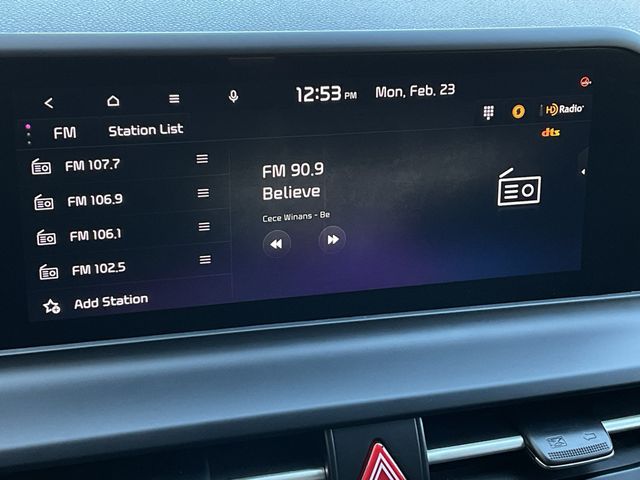 12:53 PM Mon, Feb. 23
FM Station List
HD Radio
dts
FM 107.7
FM 106.9
FM 106.1
FM 102.5
Add Station
FM 90.9
Believe
Cece Winans - Be